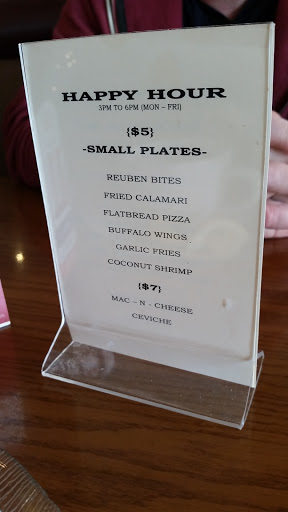 HAPPY HOUR
3PM TO 6PM (MON – FRI)
{$5}
-SMALL PLATES-
REUBEN BITES
FRIED CALAMARI
FLATBREAD PIZZA
BUFFALO WINGS
GARLIC FRIES
COCONUT SHRIMP
{$7}
MAC – N - CHEESE
CEVICHE